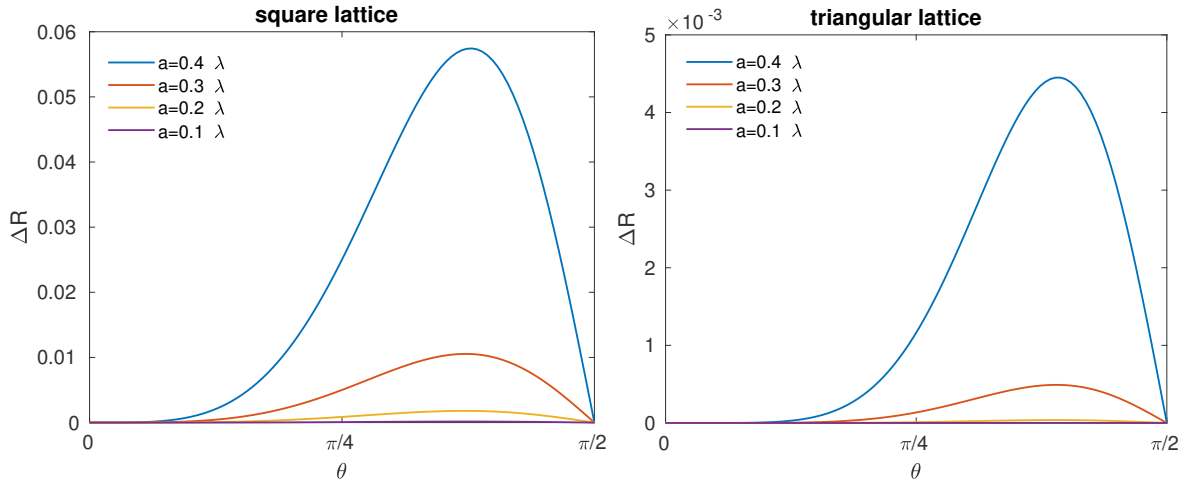 square lattice
0.06
0.05
0.04
0.03
0.02
0.01
0
ΔR
a=0.4 λ
a=0.3 λ
a=0.2 λ
a=0.1 λ
0
π/4
π/2
θ
triangular lattice
×10⁻³
5
4
3
2
1
0
ΔR
a=0.4 λ
a=0.3 λ
a=0.2 λ
a=0.1 λ
0
π/4
π/2
θ